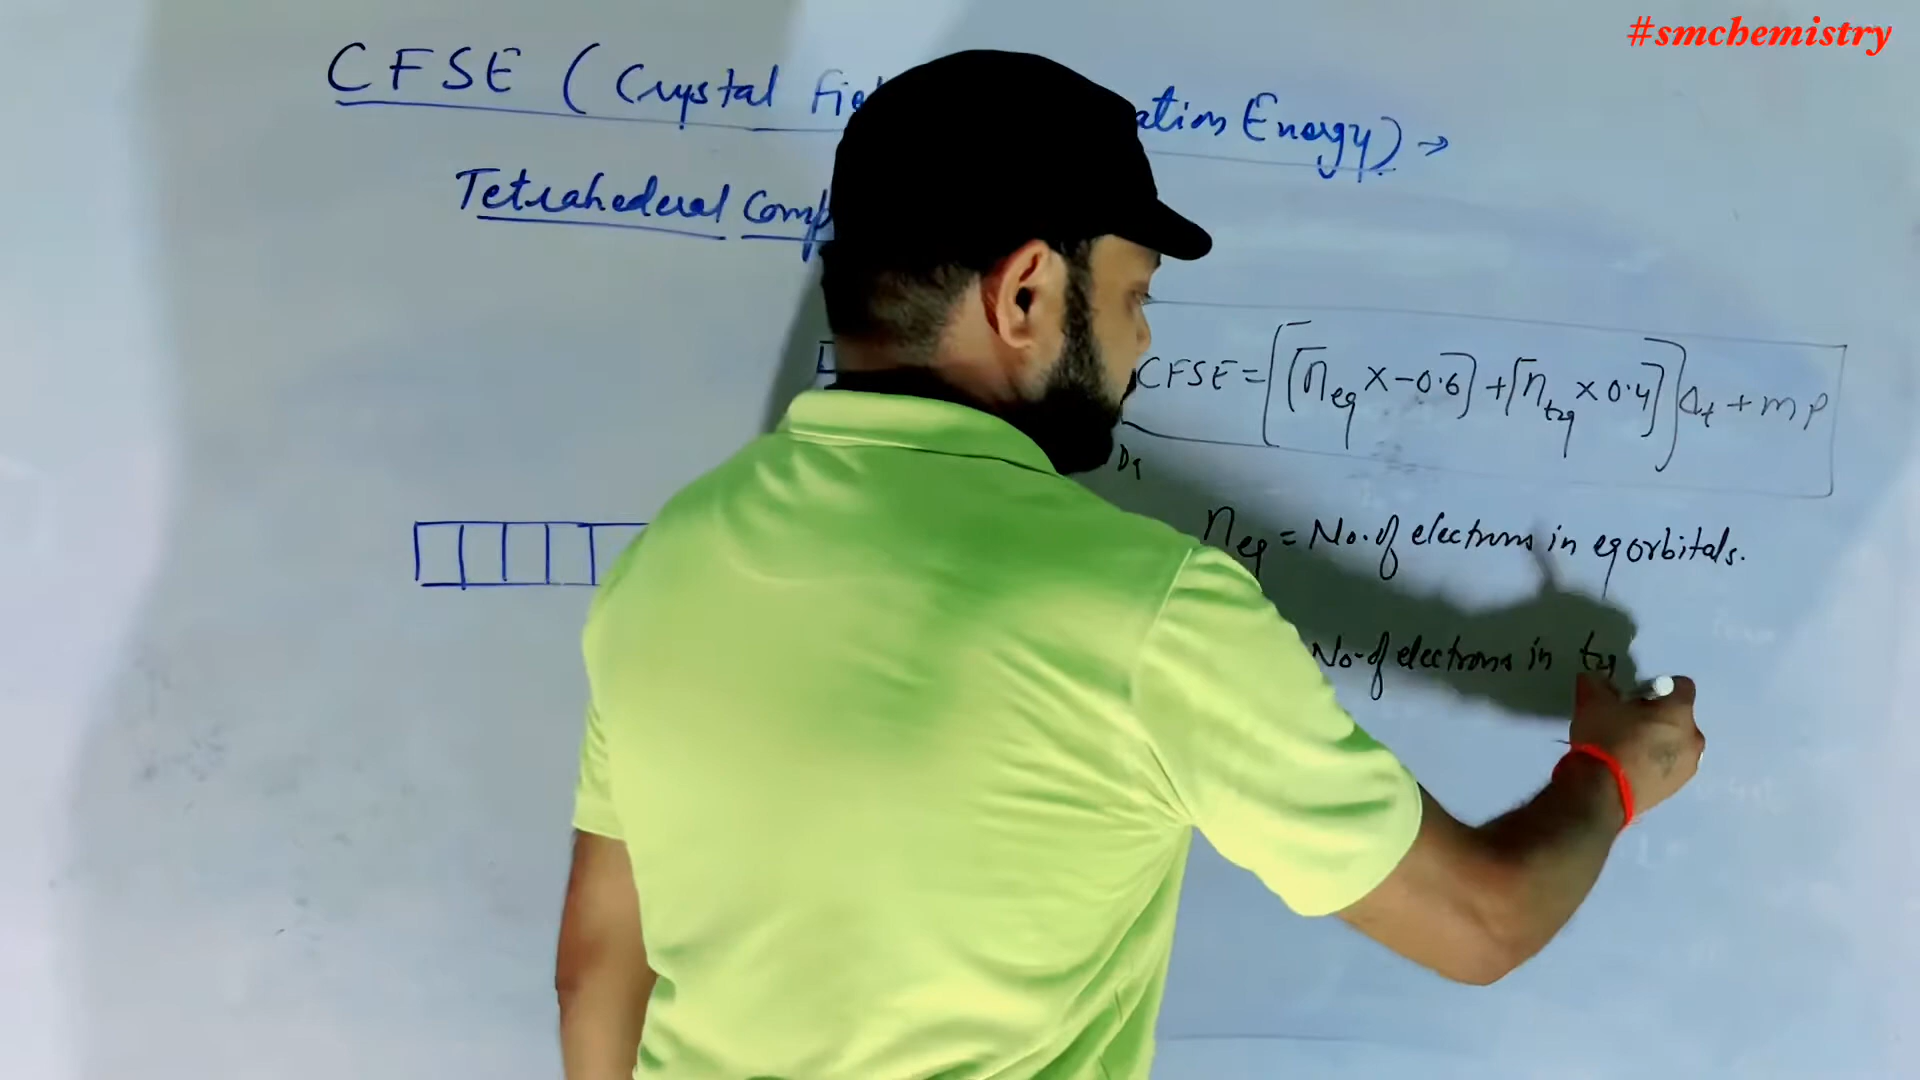 #smchemistry
CFSE ( Crystal Fie ation Energy) →
Tetrahederal Comp
CFSE = [[n eg × -0.6] + [n t2g × 0.4]] Δt + m P
Dq
n eg = No. of electrons in eg orbitals.
No. of electrons in t2g